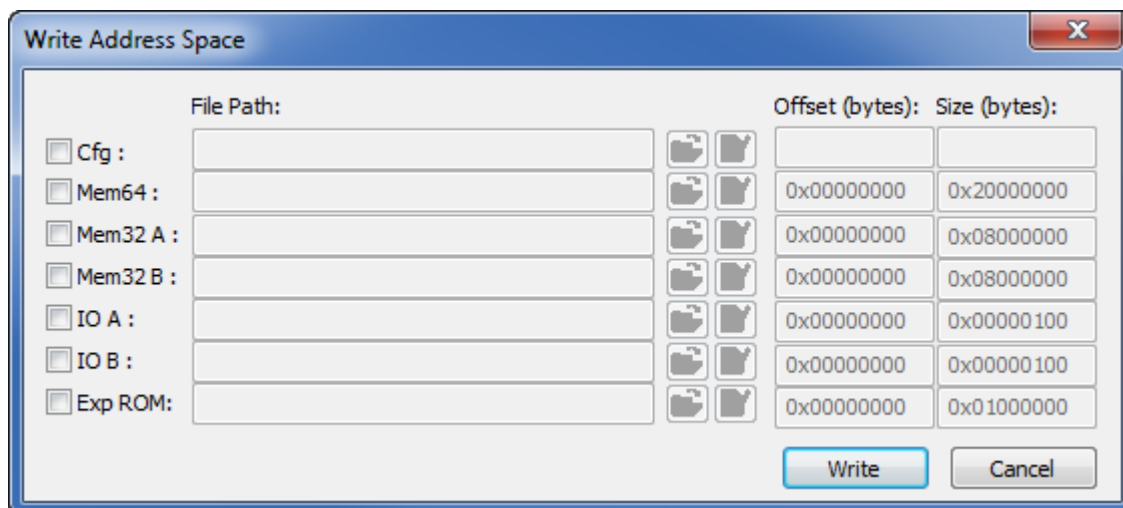 Write Address Space
File Path: Offset (bytes): Size (bytes):
Cfg :
Mem64 : 0x00000000 0x20000000
Mem32 A : 0x00000000 0x08000000
Mem32 B : 0x00000000 0x08000000
IO A : 0x00000000 0x00000100
IO B : 0x00000000 0x00000100
Exp ROM: 0x00000000 0x01000000
Write Cancel